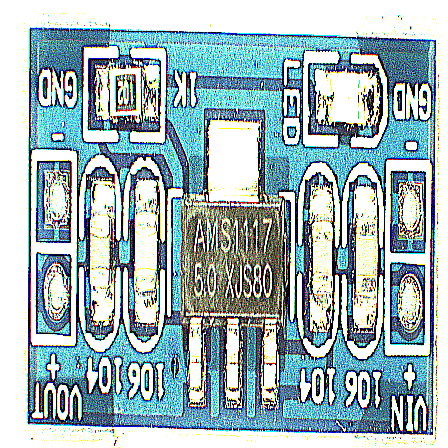 GND
1K
LED
GND
-
-
AMS1117
5.0 XJS80
+
104
106
104
106
+
VOUT
VIN